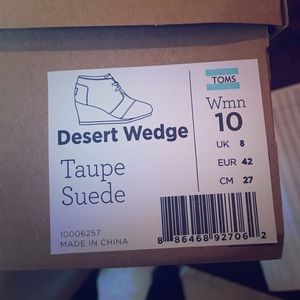 Desert Wedge
Taupe
Suede
10006257
MADE IN CHINA
TOMS
Wmn
10
UK 8
EUR 42
CM 27
8 86468 92706 2